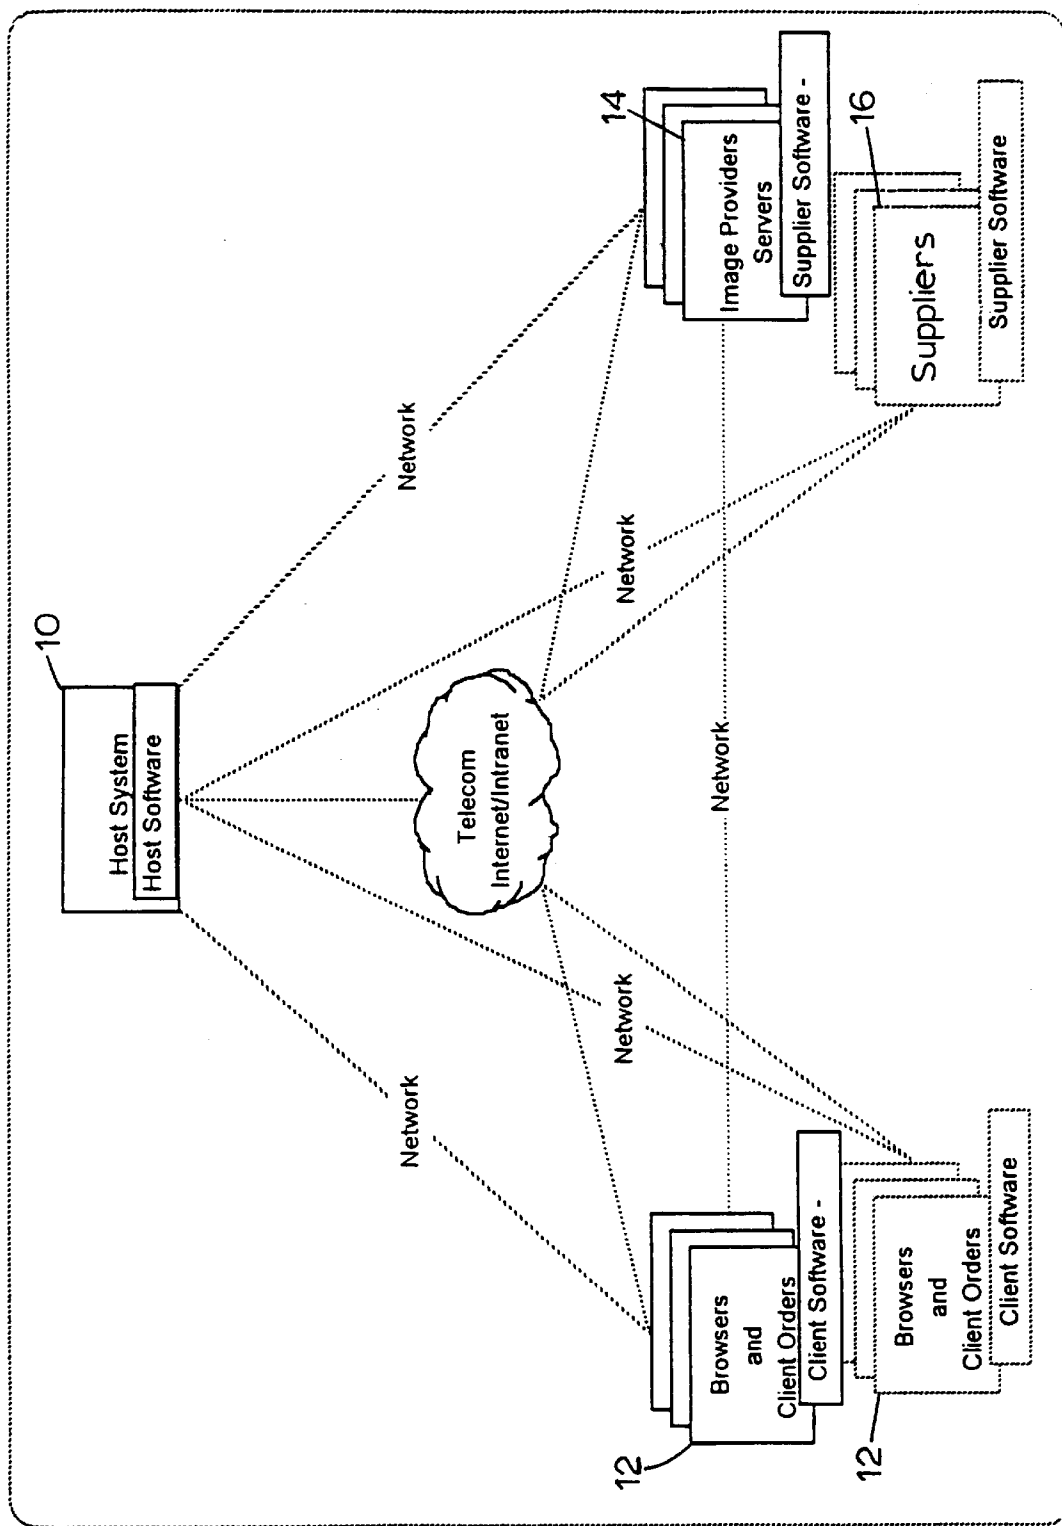 10
Host System
Host Software
Network
Network
Network
Network
Telecom
Internet/Intranet
Network
12
Browsers
and
Client Orders
Client Software -
12
Browsers
and
Client Orders
Client Software
14
Image Providers
Servers
Supplier Software -
16
Suppliers
Supplier Software